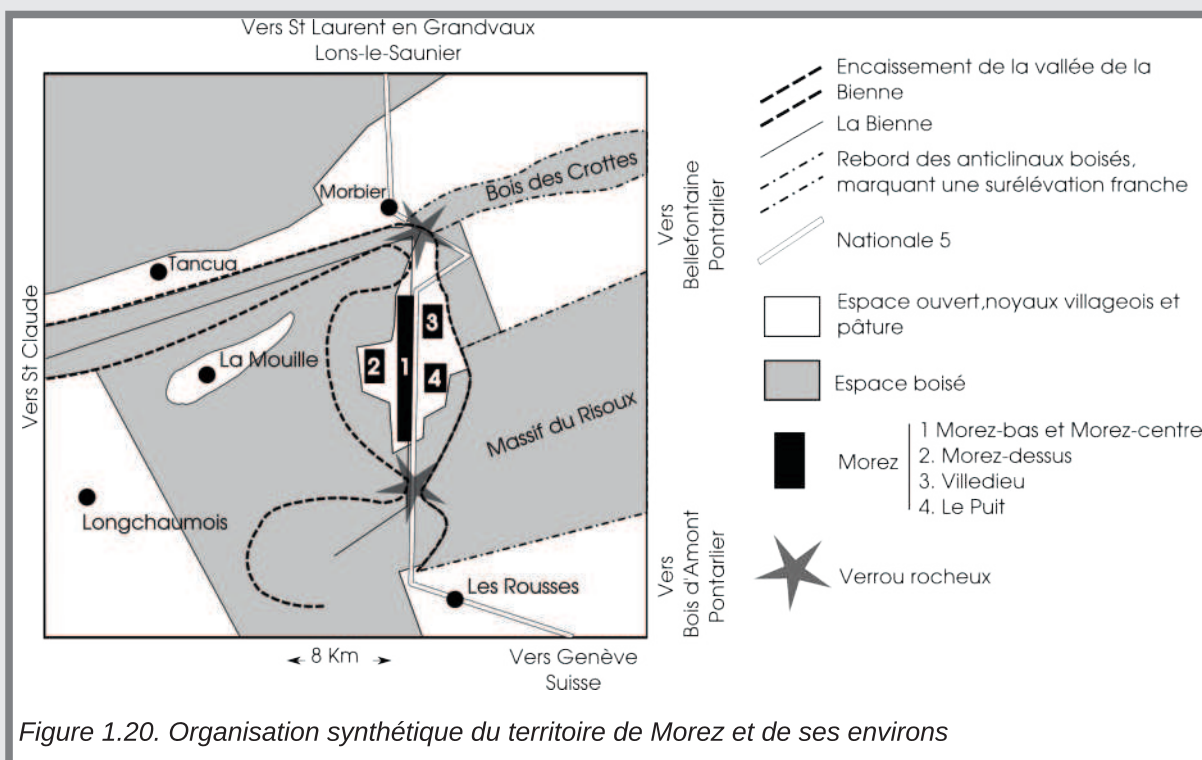 Vers St Laurent en Grandvaux
Lons-le-Saunier
Morbier
Bois des Crottes
Tancua
La Mouille
Longchaumois
Massif du Risoux
Les Rousses
1
2
3
4
Vers St Claude
Vers
Bellefontaine
Pontarlier
Vers
Bois d'Amont
Pontarlier
8 Km
Vers Genève
Suisse
Encaissement de la vallée de la
Bienne
La Bienne
Rebord des anticlinaux boisés,
marquant une surélévation franche
Nationale 5
Espace ouvert,noyaux villageois et
pâture
Espace boisé
Morez
1 Morez-bas et Morez-centre
2. Morez-dessus
3. Villedieu
4. Le Puit
Verrou rocheux
Figure 1.20. Organisation synthétique du territoire de Morez et de ses environs